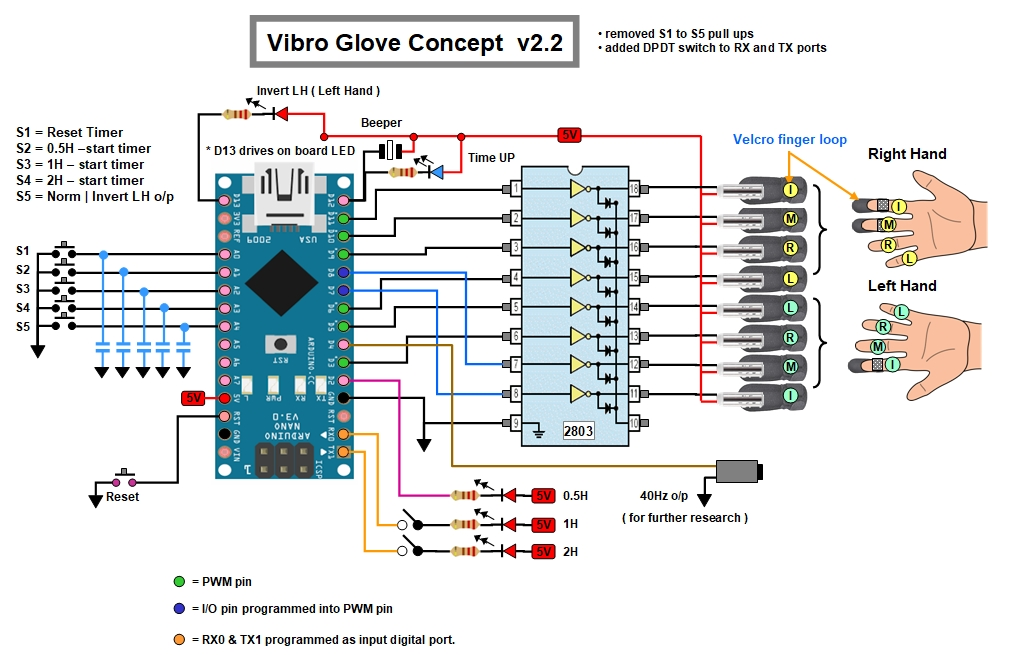 Vibro Glove Concept v2.2
• removed S1 to S5 pull ups
• added DPDT switch to RX and TX ports
Invert LH ( Left Hand )
Beeper
5V
S1 = Reset Timer
S2 = 0.5H –start timer
S3 = 1H – start timer
S4 = 2H – start timer
S5 = Norm | Invert LH o/p
* D13 drives on board LED
Time UP
Velcro finger loop
Right Hand
Left Hand
D13
3V3
REF
A0
A1
A2
A3
A4
A5
A6
A7
5V
RST
GND
VIN
D12
D11
D10
D9
D8
D7
D6
D5
D4
D3
D2
GND
RST
RX0
TX1
2009
USA
RST
ARDUINO.CC
L
PWR
RX
TX
ARDUINO
NANO
V3.0
ICSP
1
S1
S2
S3
S4
S5
5V
Reset
1
2
3
4
5
6
7
8
9
18
17
16
15
14
13
12
11
10
2803
I
M
R
L
L
R
M
I
I
M
R
L
L
R
M
I
40Hz o/p
( for further research )
5V 0.5H
5V 1H
5V 2H
= PWM pin
= I/O pin programmed into PWM pin
= RX0 & TX1 programmed as input digital port.